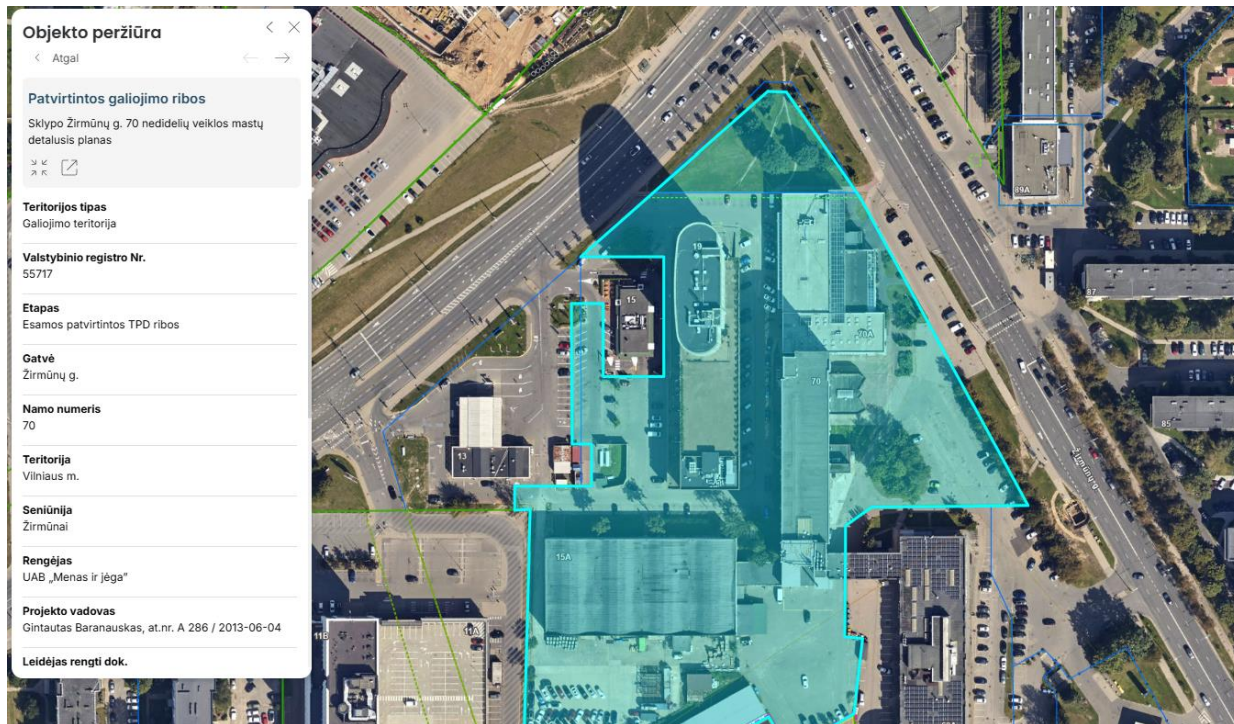 Objekto peržiūra
Atgal
Patvirtintos galiojimo ribos
Sklypo Žirmūnų g. 70 nedidelių veiklos mastų
detalusis planas
Teritorijos tipas
Galiojimo teritorija
Valstybinio registro Nr.
55717
Etapas
Esamos patvirtintos TPD ribos
Gatvė
Žirmūnų g.
Namo numeris
70
Teritorija
Vilniaus m.
Seniūnija
Žirmūnai
Rengėjas
UAB „Menas ir jėga”
Projekto vadovas
Gintautas Baranauskas, at.nr. A 286 / 2013-06-04
Leidėjas rengti dok.
89A
19
87
15
70A
70
85
13
Žirmūnų g.
15A
11B
11A